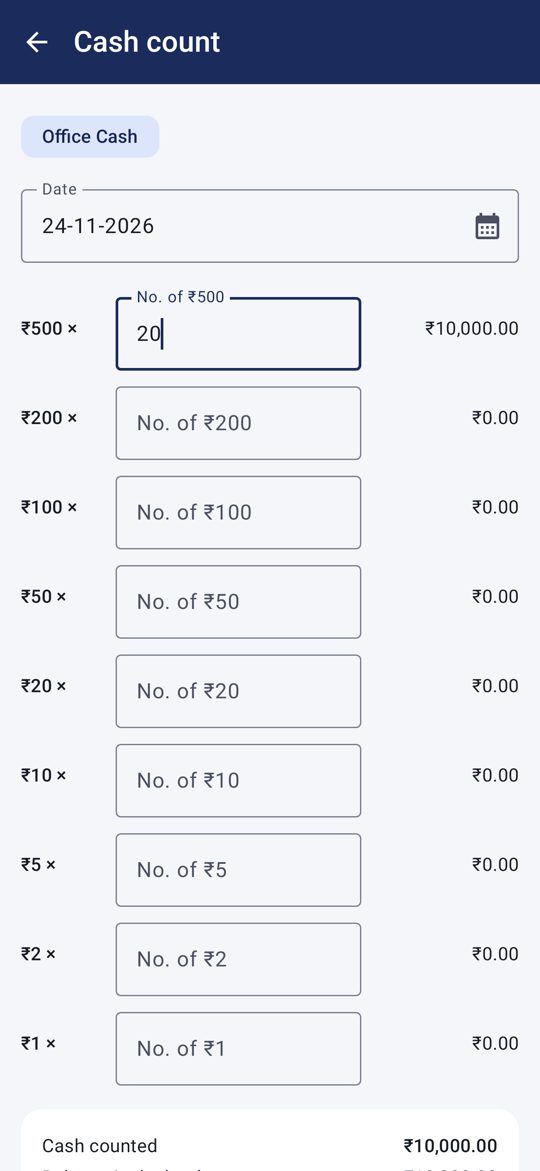 Cash count
Office Cash
Date
24-11-2026
No. of ₹500
₹500 × 20 ₹10,000.00
₹200 × No. of ₹200 ₹0.00
₹100 × No. of ₹100 ₹0.00
₹50 × No. of ₹50 ₹0.00
₹20 × No. of ₹20 ₹0.00
₹10 × No. of ₹10 ₹0.00
₹5 × No. of ₹5 ₹0.00
₹2 × No. of ₹2 ₹0.00
₹1 × No. of ₹1 ₹0.00
Cash counted ₹10,000.00